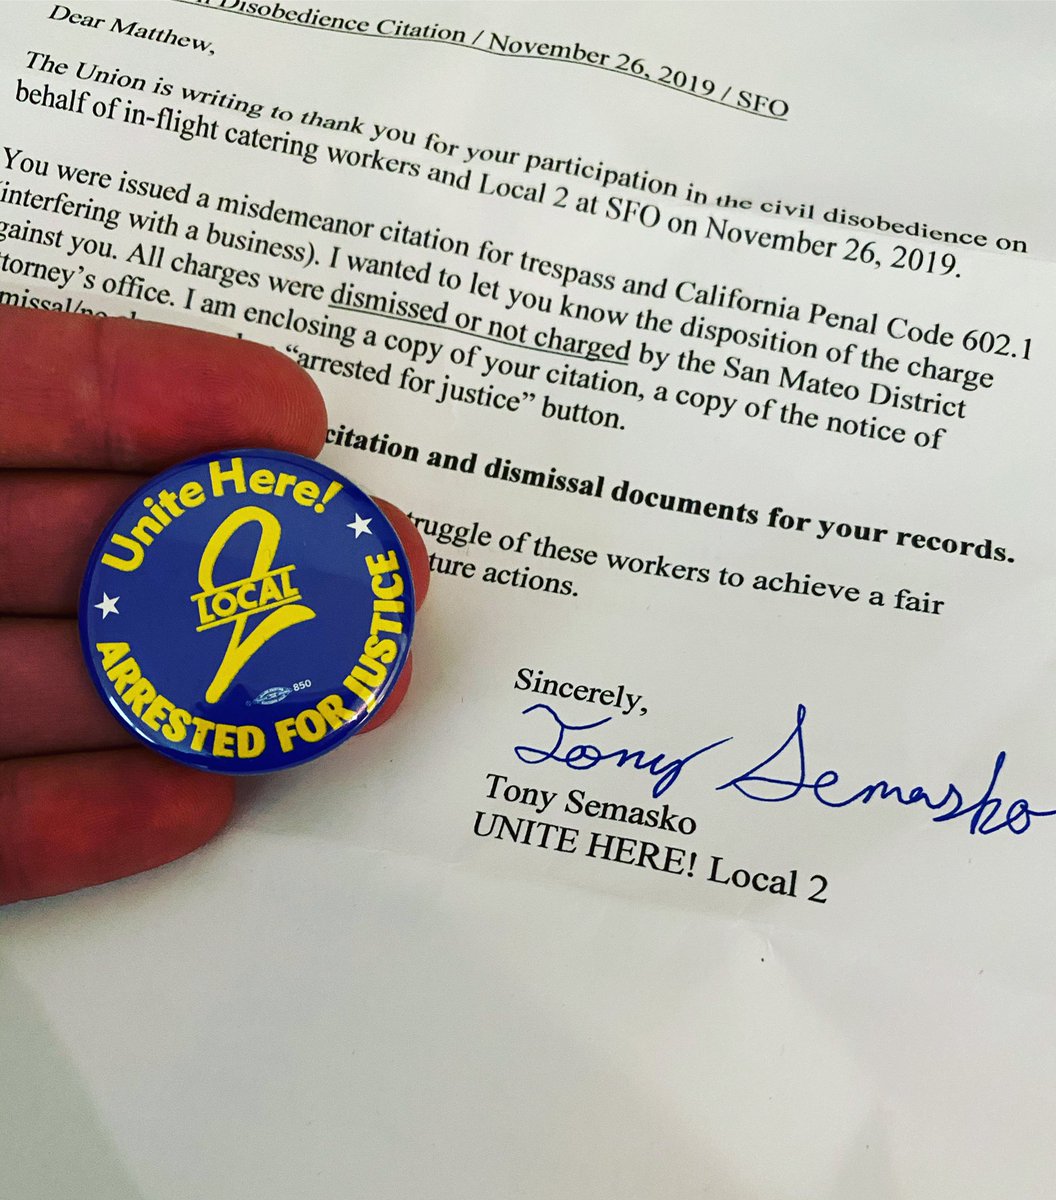 Disobedience Citation / November 26, 2019 / SFO
Dear Matthew,
The Union is writing to thank you for your participation in the civil disobedience on
behalf of in-flight catering workers and Local 2 at SFO on November 26, 2019.
You were issued a misdemeanor citation for trespass and California Penal Code 602.1
interfering with a business). I wanted to let you know the disposition of the charge
against you. All charges were dismissed or not charged by the San Mateo District
torney's office. I am enclosing a copy of your citation, a copy of the notice of
missal/no "arrested for justice" button.
citation and dismissal documents for your records.
ruggle of these workers to achieve a fair
ture actions.
Sincerely,
Tony Semasko
Tony Semasko
UNITE HERE! Local 2
Unite Here!
2
LOCAL
ARRESTED FOR JUSTICE
850